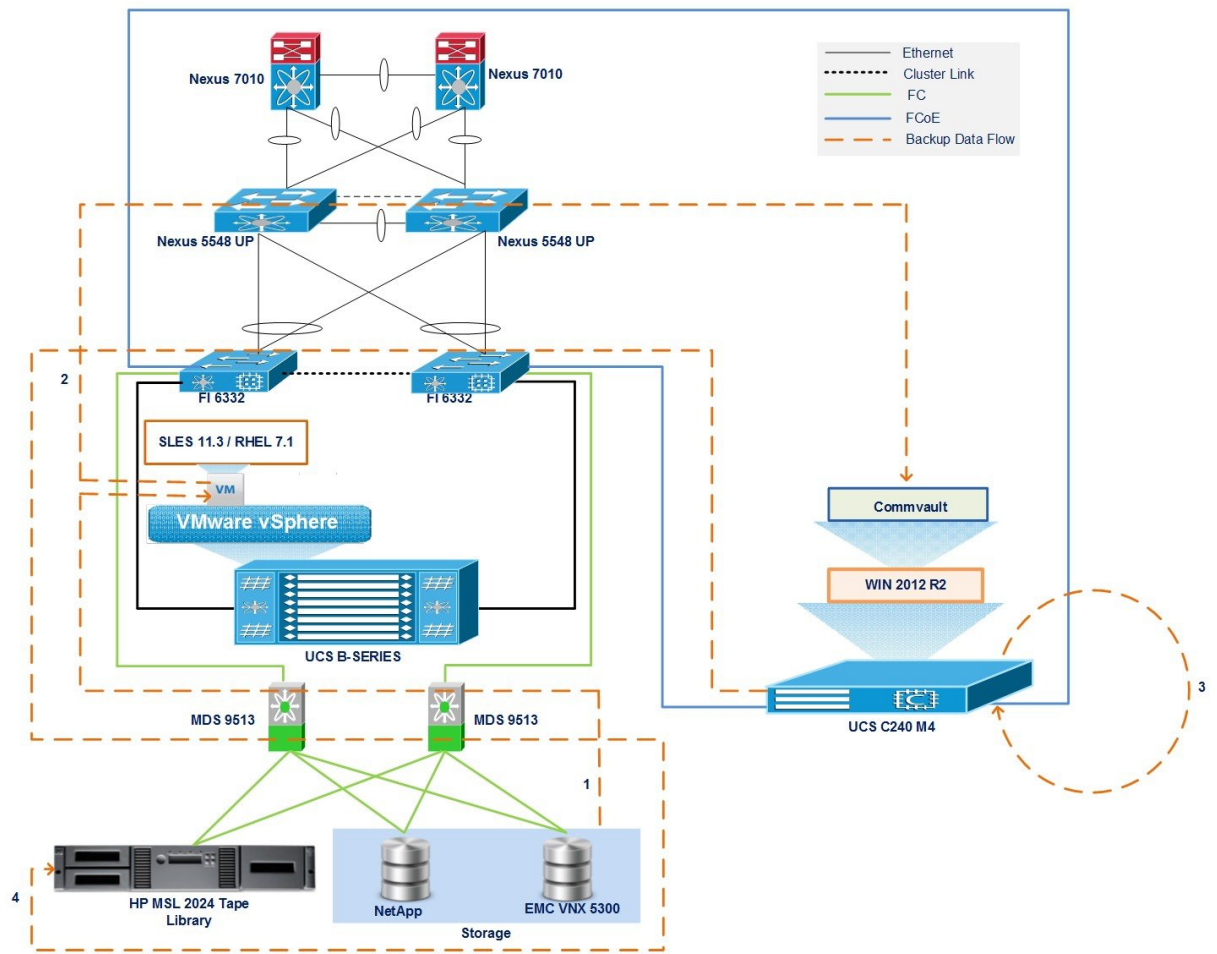 Nexus 7010
Nexus 7010
Ethernet
Cluster Link
FC
FCoE
Backup Data Flow
Nexus 5548 UP
Nexus 5548 UP
2
FI 6332
FI 6332
SLES 11.3 / RHEL 7.1
VM
VMware vSphere
Commvault
WIN 2012 R2
UCS B-SERIES
3
MDS 9513
MDS 9513
C
UCS C240 M4
1
4
HP MSL 2024 Tape
Library
NetApp
EMC VNX 5300
Storage